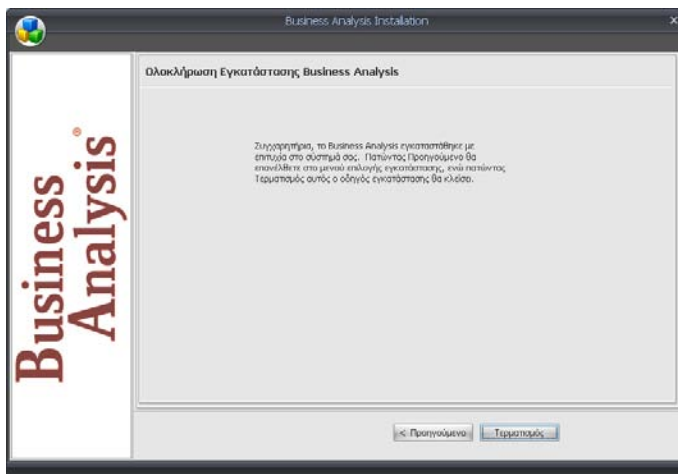 Business Analysis Installation
Ολοκλήρωση Εγκατάστασης Business Analysis
Συγχαρητήρια, το Business Analysis εγκαταστάθηκε με
επιτυχία στο σύστημά σας. Πατώντας Προηγούμενο θα
επανέλθετε στο μενού επιλογής εγκατάστασης, ενώ πατώντας
Τερματισμός αυτός ο οδηγός εγκατάστασης θα κλείσει.
Business
Analysis®
< Προηγούμενο
Τερματισμός